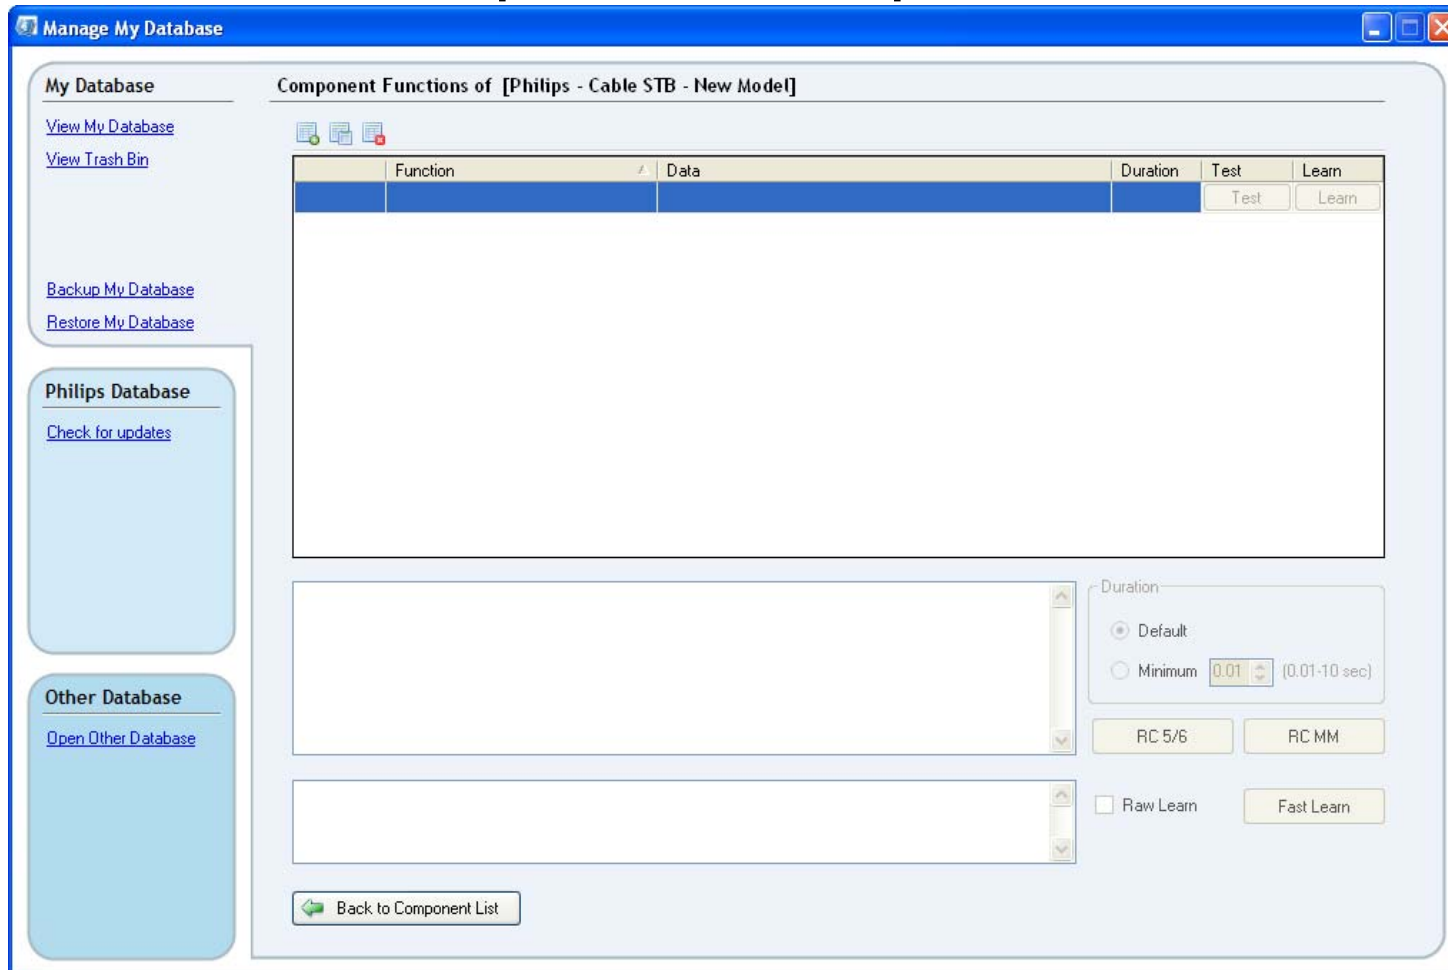 Manage My Database
My Database
View My Database
View Trash Bin
Backup My Database
Restore My Database
Philips Database
Check for updates
Other Database
Open Other Database
Component Functions of [Philips - Cable STB - New Model]
Function Data Duration Test Learn
Test Learn
Duration
Default
Minimum 0.01 (0.01-10 sec)
RC 5/6 RC MM
Raw Learn Fast Learn
Back to Component List